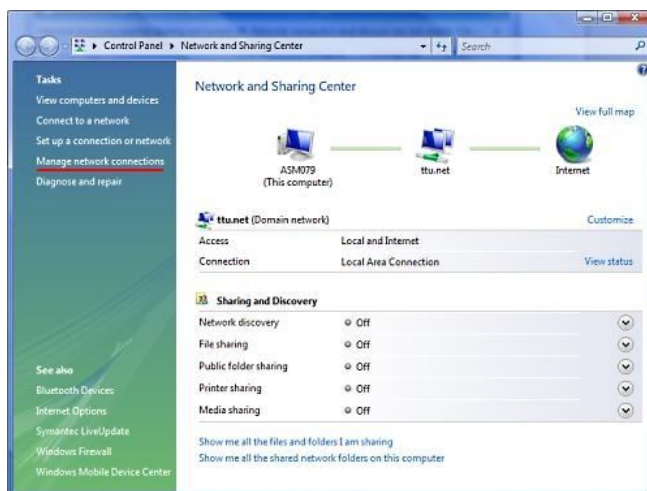 Control Panel ▸ Network and Sharing Center
Search
Tasks
View computers and devices
Connect to a network
Set up a connection or network
Manage network connections
Diagnose and repair
Network and Sharing Center
View full map
ASM079
(This computer)
ttu.net
Internet
ttu.net (Domain network)
Customize
Access Local and Internet
Connection Local Area Connection View status
Sharing and Discovery
Network discovery Off
File sharing Off
Public folder sharing Off
Printer sharing Off
Media sharing Off
See also
Bluetooth Devices
Internet Options
Symantec LiveUpdate
Windows Firewall
Windows Mobile Device Center
Show me all the files and folders I am sharing
Show me all the shared network folders on this computer